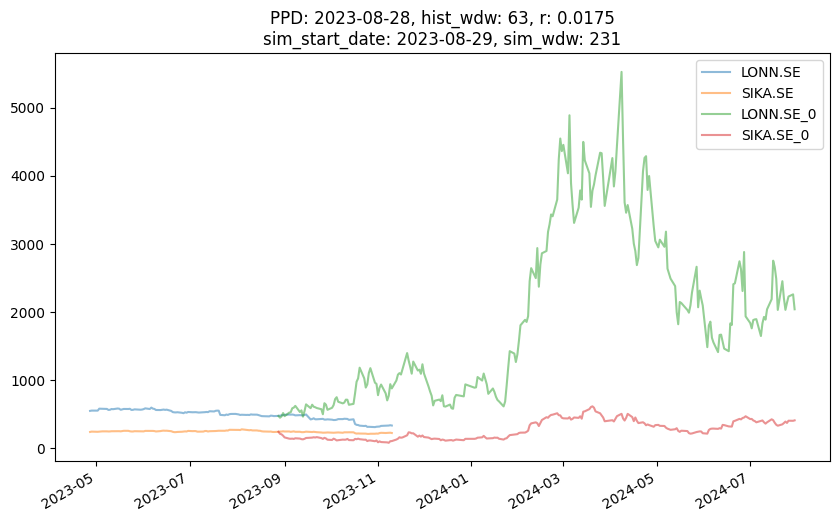 PPD: 2023-08-28, hist_wdw: 63, r: 0.0175
sim_start_date: 2023-08-29, sim_wdw: 231
LONN.SE
SIKA.SE
LONN.SE_0
SIKA.SE_0
5000
4000
3000
2000
1000
0
2023-05
2023-07
2023-09
2023-11
2024-01
2024-03
2024-05
2024-07